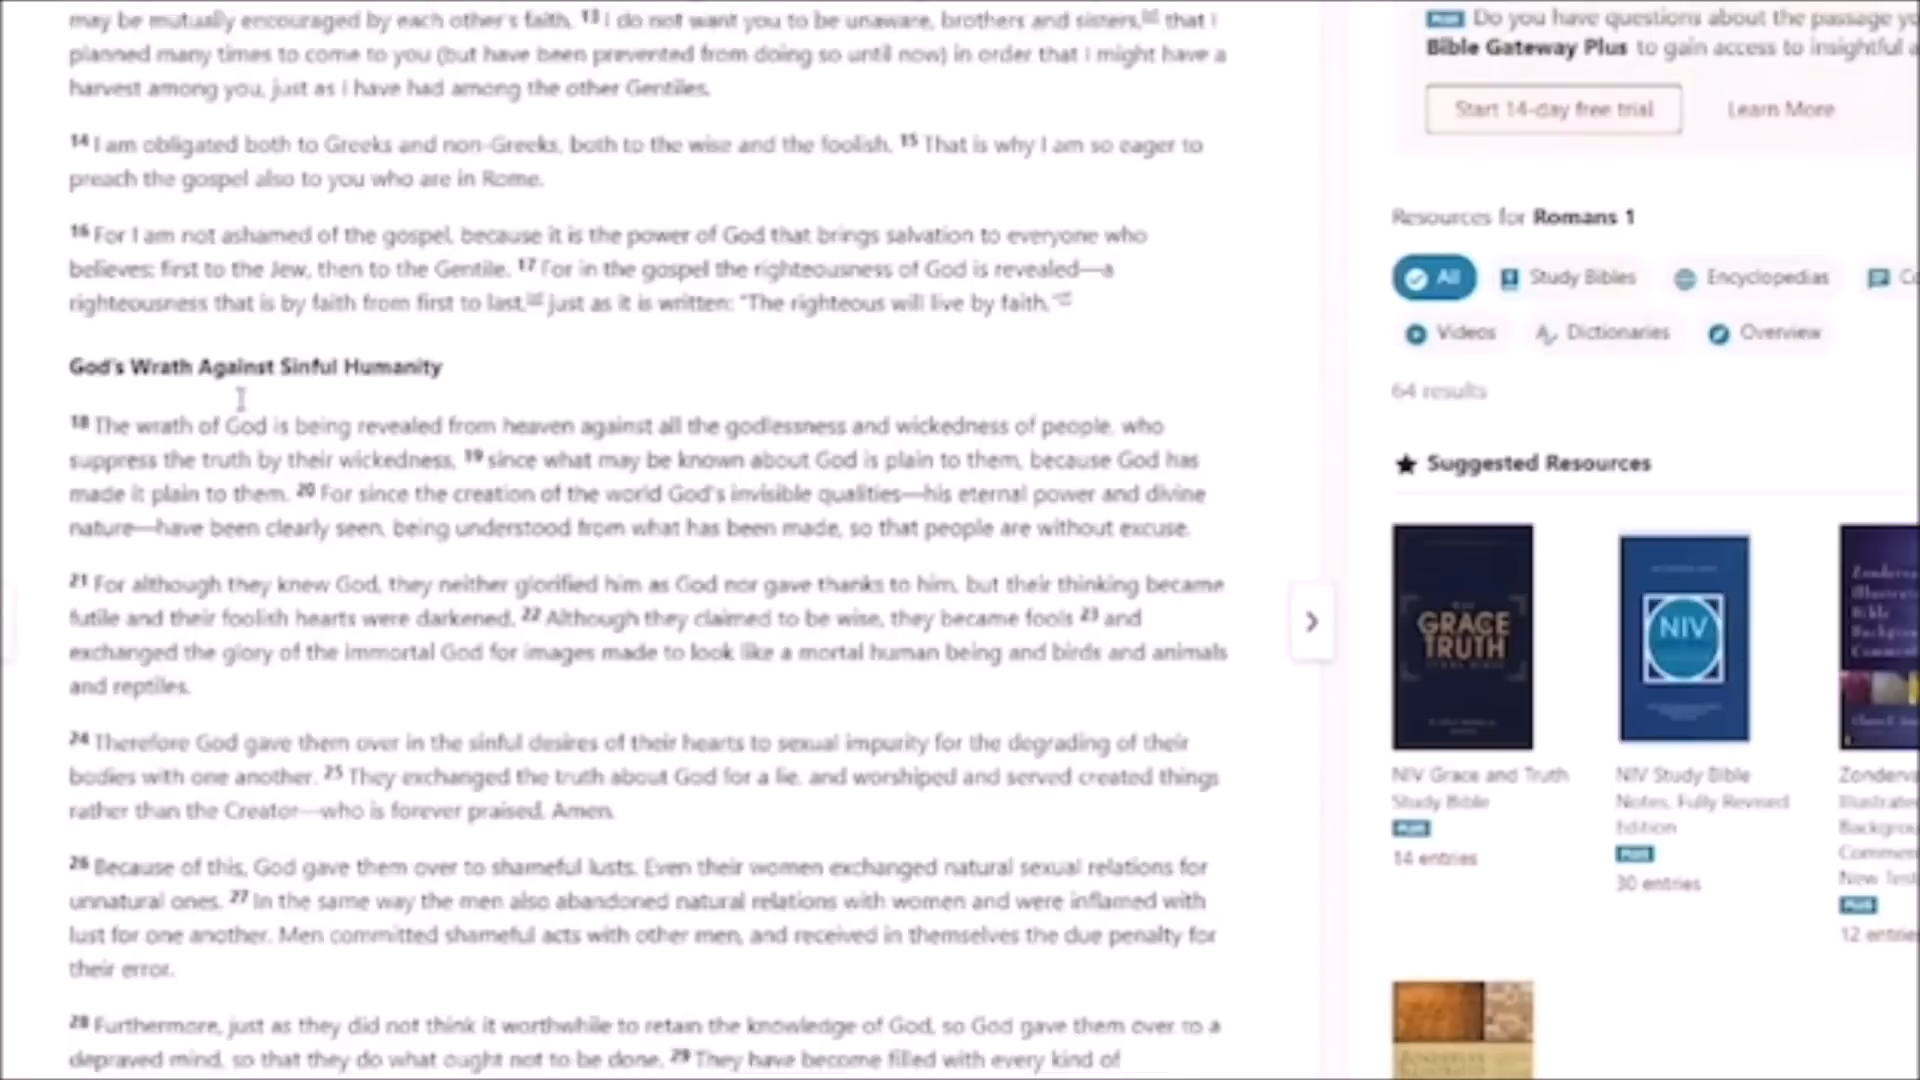 may be mutually encouraged by each other's faith. 13 I do not want you to be unaware, brothers and sisters, that I
planned many times to come to you (but have been prevented from doing so until now) in order that I might have a
harvest among you, just as I have had among the other Gentiles.
14 I am obligated both to Greeks and non-Greeks, both to the wise and the foolish. 15 That is why I am so eager to
preach the gospel also to you who are in Rome.
16 For I am not ashamed of the gospel, because it is the power of God that brings salvation to everyone who
believes: first to the Jew, then to the Gentile. 17 For in the gospel the righteousness of God is revealed—a
righteousness that is by faith from first to last, just as it is written: "The righteous will live by faith."
God's Wrath Against Sinful Humanity
18 The wrath of God is being revealed from heaven against all the godlessness and wickedness of people, who
suppress the truth by their wickedness, 19 since what may be known about God is plain to them, because God has
made it plain to them. 20 For since the creation of the world God's invisible qualities—his eternal power and divine
nature—have been clearly seen, being understood from what has been made, so that people are without excuse.
21 For although they knew God, they neither glorified him as God nor gave thanks to him, but their thinking became
futile and their foolish hearts were darkened. 22 Although they claimed to be wise, they became fools 23 and
exchanged the glory of the immortal God for images made to look like a mortal human being and birds and animals
and reptiles.
24 Therefore God gave them over in the sinful desires of their hearts to sexual impurity for the degrading of their
bodies with one another. 25 They exchanged the truth about God for a lie, and worshiped and served created things
rather than the Creator—who is forever praised. Amen.
26 Because of this, God gave them over to shameful lusts. Even their women exchanged natural sexual relations for
unnatural ones. 27 In the same way the men also abandoned natural relations with women and were inflamed with
lust for one another. Men committed shameful acts with other men, and received in themselves the due penalty for
their error.
28 Furthermore, just as they did not think it worthwhile to retain the knowledge of God, so God gave them over to a
depraved mind, so that they do what ought not to be done. 29 They have become filled with every kind of
PLUS Do you have questions about the passage yo
Bible Gateway Plus to gain access to insightful a
Start 14-day free trial Learn More
Resources for Romans 1
All Study Bibles Encyclopedias Co
Videos Dictionaries Overview
64 results
Suggested Resources
GRACE
TRUTH
NIV
NIV Grace and Truth
Study Bible
PLUS
14 entries
NIV Study Bible
Notes, Fully Revised
Edition
PLUS
30 entries
Zonderva
Illustrate
Backgrou
Comment
New Test
PLUS
12 entrie